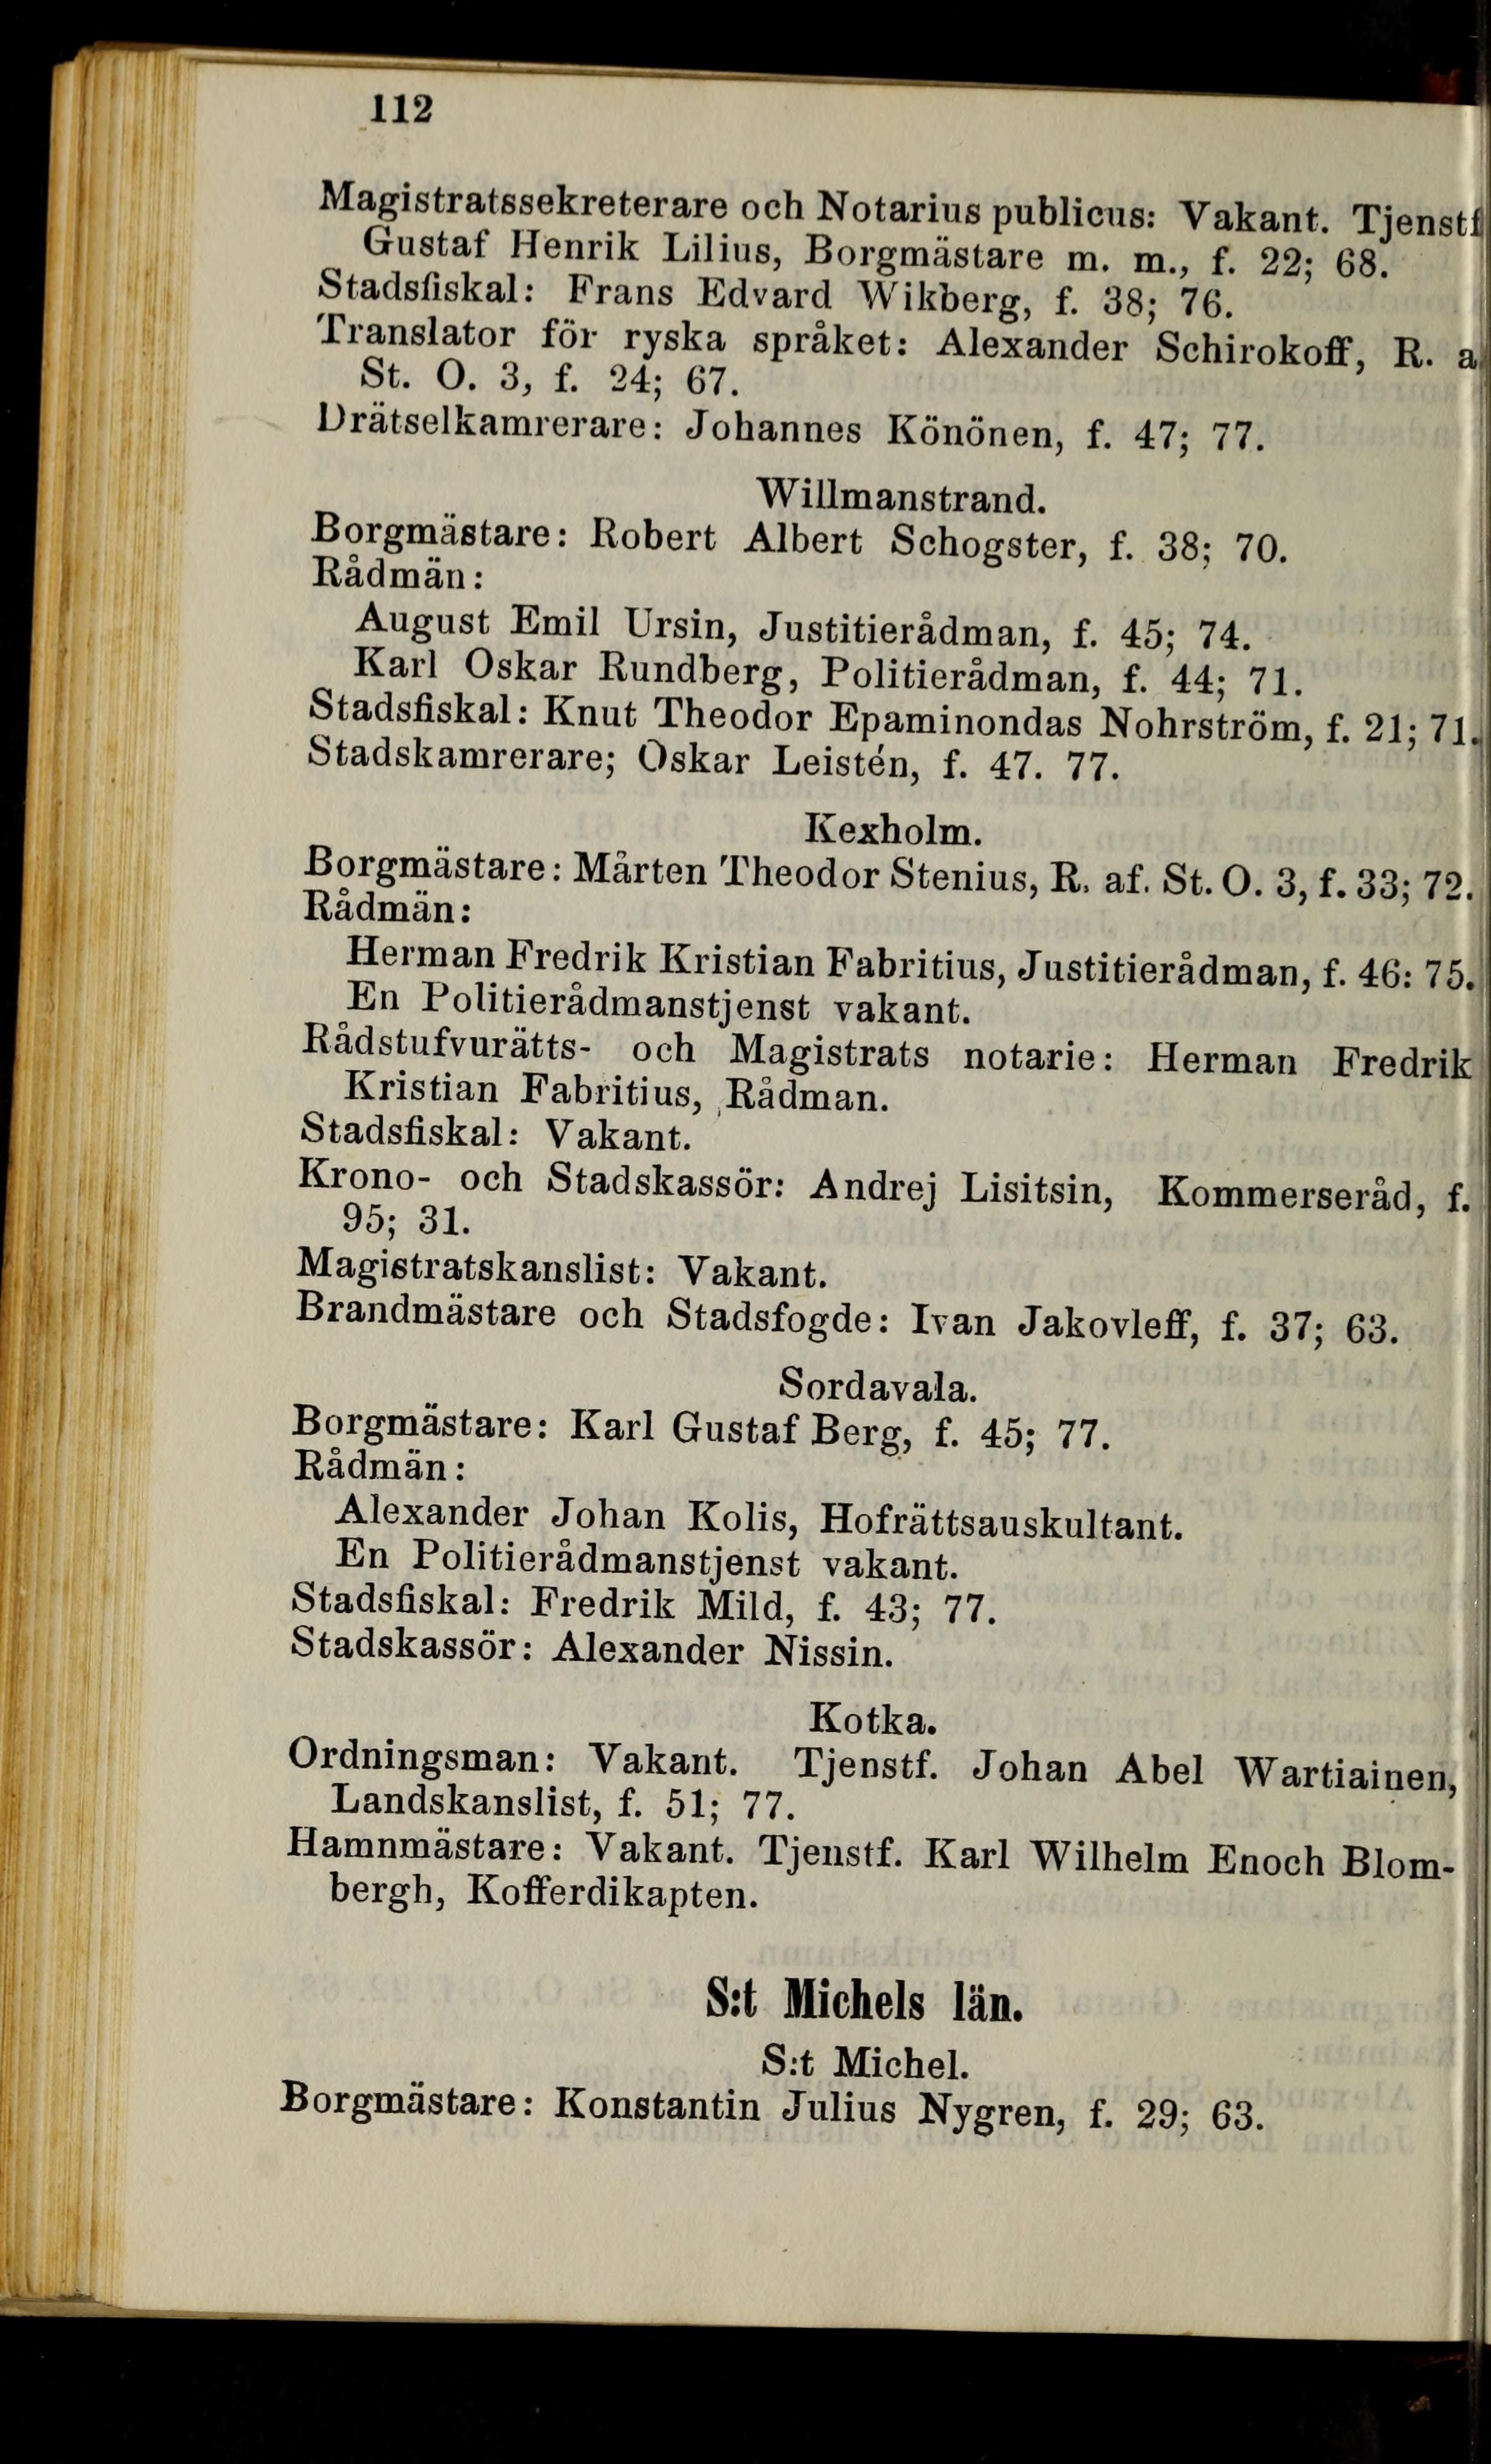 112
Magistratssekreterare och Notarius publicus: Vakant. Tjenstf
Gustaf Henrik Lilius, Borgmästare m. m., f. 22; 68.
Stadsfiskal: Frans Edvard Wikberg, f. 38; 76.
Translator för ryska språket: Alexander Schirokoff, R. a
St. O. 3, f. 24; 67.
Drätselkamrerare: Johannes Könönen, f. 47; 77.
Willmanstrand.
Borgmästare: Robert Albert Schogster, f. 38; 70.
Rådmän:
August Emil Ursin, Justitierådman, f. 45; 74.
Karl Oskar Rundberg, Politierådman, f. 44; 71.
Stadsfiskal: Knut Theodor Epaminondas Nohrström, f. 21; 71.
Stadskamrerare; Oskar Leistén, f. 47. 77.
Kexholm.
Borgmästare: Mårten Theodor Stenius, R. af. St. O. 3, f. 33; 72.
Rådmän:
Herman Fredrik Kristian Fabritius, Justitierådman, f. 46: 75.
En Politierådmanstjenst vakant.
Rådstufvurätts- och Magistrats notarie: Herman Fredrik
Kristian Fabritius, Rådman.
Stadsfiskal: Vakant.
Krono- och Stadskassör: Andrej Lisitsin, Kommerseråd, f.
95; 31.
Magistratskanslist: Vakant.
Brandmästare och Stadsfogde: Ivan Jakovleff, f. 37; 63.
Sordavala.
Borgmästare: Karl Gustaf Berg, f. 45; 77.
Rådmän:
Alexander Johan Kolis, Hofrättsauskultant.
En Politierådmanstjenst vakant.
Stadsfiskal: Fredrik Mild, f. 43; 77.
Stadskassör: Alexander Nissin.
Kotka.
Ordningsman: Vakant. Tjenstf. Johan Abel Wartiainen,
Landskanslist, f. 51; 77.
Hamnmästare: Vakant. Tjenstf. Karl Wilhelm Enoch Blom-
bergh, Kofferdikapten.
S:t Michels län.
S:t Michel.
Borgmästare: Konstantin Julius Nygren, f. 29; 63.